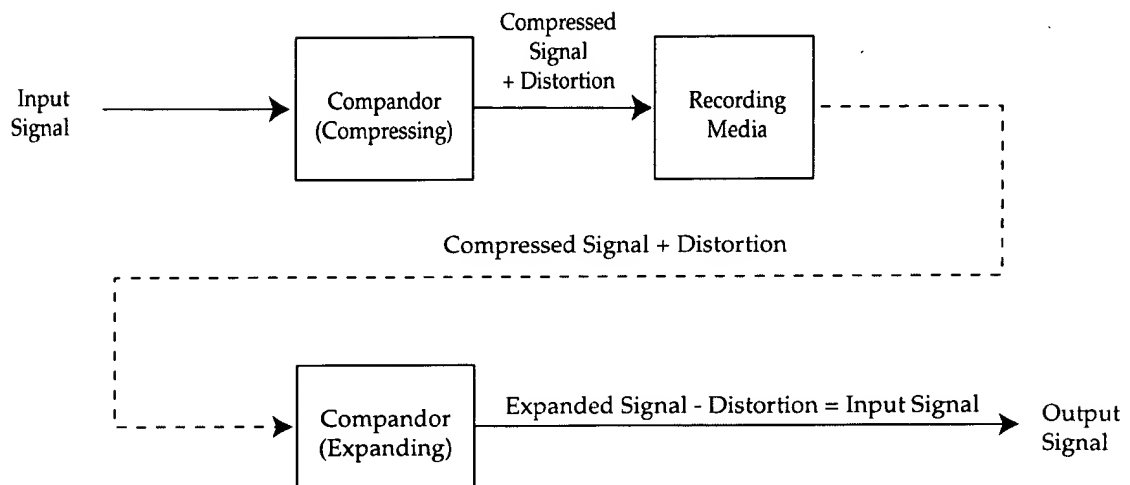 Input
Signal
Compandor
(Compressing)
Compressed
Signal
+ Distortion
Recording
Media
Compressed Signal + Distortion
Compandor
(Expanding)
Expanded Signal - Distortion = Input Signal
Output
Signal